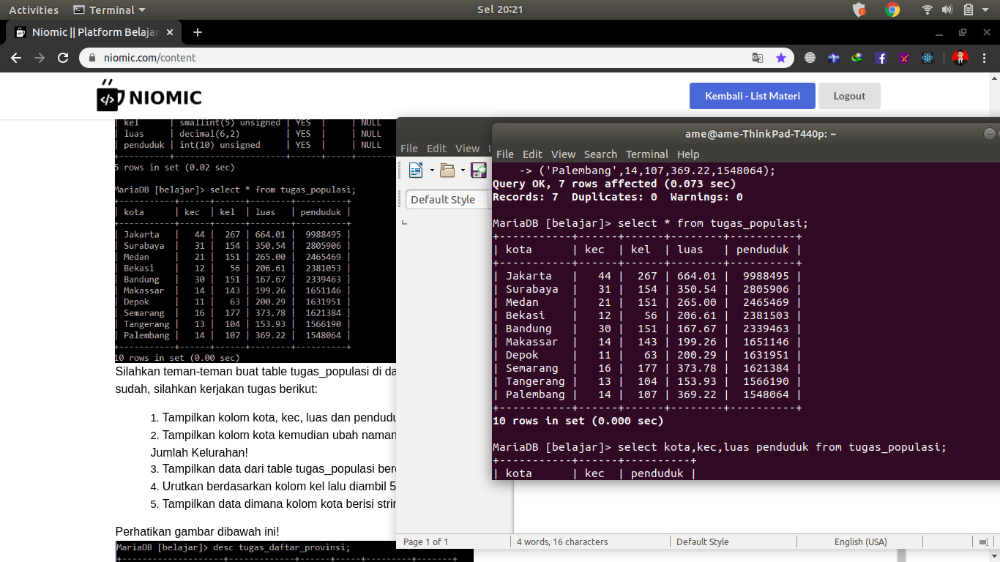 Activities Terminal Sel 20:21
Niomic || Platform Belajar
niomic.com/content
NIOMIC Kembali - List Materi Logout
| kel | smallint(5) unsigned | YES | | NULL
| luas | decimal(6,2) | YES | | NULL
| penduduk | int(10) unsigned | YES | | NULL
+----------+----------------------+------+-----+-------
5 rows in set (0.02 sec)
MariaDB [belajar]> select * from tugas_populasi;
+-----------+------+------+--------+----------+
| kota | kec | kel | luas | penduduk |
+-----------+------+------+--------+----------+
| Jakarta | 44 | 267 | 664.01 | 9988495 |
| Surabaya | 31 | 154 | 350.54 | 2805906 |
| Medan | 21 | 151 | 265.00 | 2465469 |
| Bekasi | 12 | 56 | 206.61 | 2381053 |
| Bandung | 30 | 151 | 167.67 | 2339463 |
| Makassar | 14 | 143 | 199.26 | 1651146 |
| Depok | 11 | 63 | 200.29 | 1631951 |
| Semarang | 16 | 177 | 373.78 | 1621384 |
| Tangerang | 13 | 104 | 153.93 | 1566190 |
| Palembang | 14 | 107 | 369.22 | 1548064 |
+-----------+------+------+--------+----------+
10 rows in set (0.00 sec)
Silahkan teman-teman buat table tugas_populasi di da
sudah, silahkan kerjakan tugas berikut:
1. Tampilkan kolom kota, kec, luas dan pendudu
2. Tampilkan kolom kota kemudian ubah naman
Jumlah Kelurahan!
3. Tampilkan data dari table tugas_populasi berd
4. Urutkan berdasarkan kolom kel lalu diambil 5
5. Tampilkan data dimana kolom kota berisi strin
Perhatikan gambar dibawah ini!
MariaDB [belajar]> desc tugas_daftar_provinsi;
File Edit View
Default Style
Page 1 of 1 4 words, 16 characters Default Style English (USA)
ame@ame-ThinkPad-T440p: ~
File Edit View Search Terminal Help
-> ('Palembang',14,107,369.22,1548064);
Query OK, 7 rows affected (0.073 sec)
Records: 7 Duplicates: 0 Warnings: 0
MariaDB [belajar]> select * from tugas_populasi;
+-----------+------+------+--------+----------+
| kota | kec | kel | luas | penduduk |
+-----------+------+------+--------+----------+
| Jakarta | 44 | 267 | 664.01 | 9988495 |
| Surabaya | 31 | 154 | 350.54 | 2805906 |
| Medan | 21 | 151 | 265.00 | 2465469 |
| Bekasi | 12 | 56 | 206.61 | 2381503 |
| Bandung | 30 | 151 | 167.67 | 2339463 |
| Makassar | 14 | 143 | 199.26 | 1651146 |
| Depok | 11 | 63 | 200.29 | 1631951 |
| Semarang | 16 | 177 | 373.78 | 1621384 |
| Tangerang | 13 | 104 | 153.93 | 1566190 |
| Palembang | 14 | 107 | 369.22 | 1548064 |
+-----------+------+------+--------+----------+
10 rows in set (0.000 sec)
MariaDB [belajar]> select kota,kec,luas penduduk from tugas_populasi;
+-----------+------+----------+
| kota | kec | penduduk |